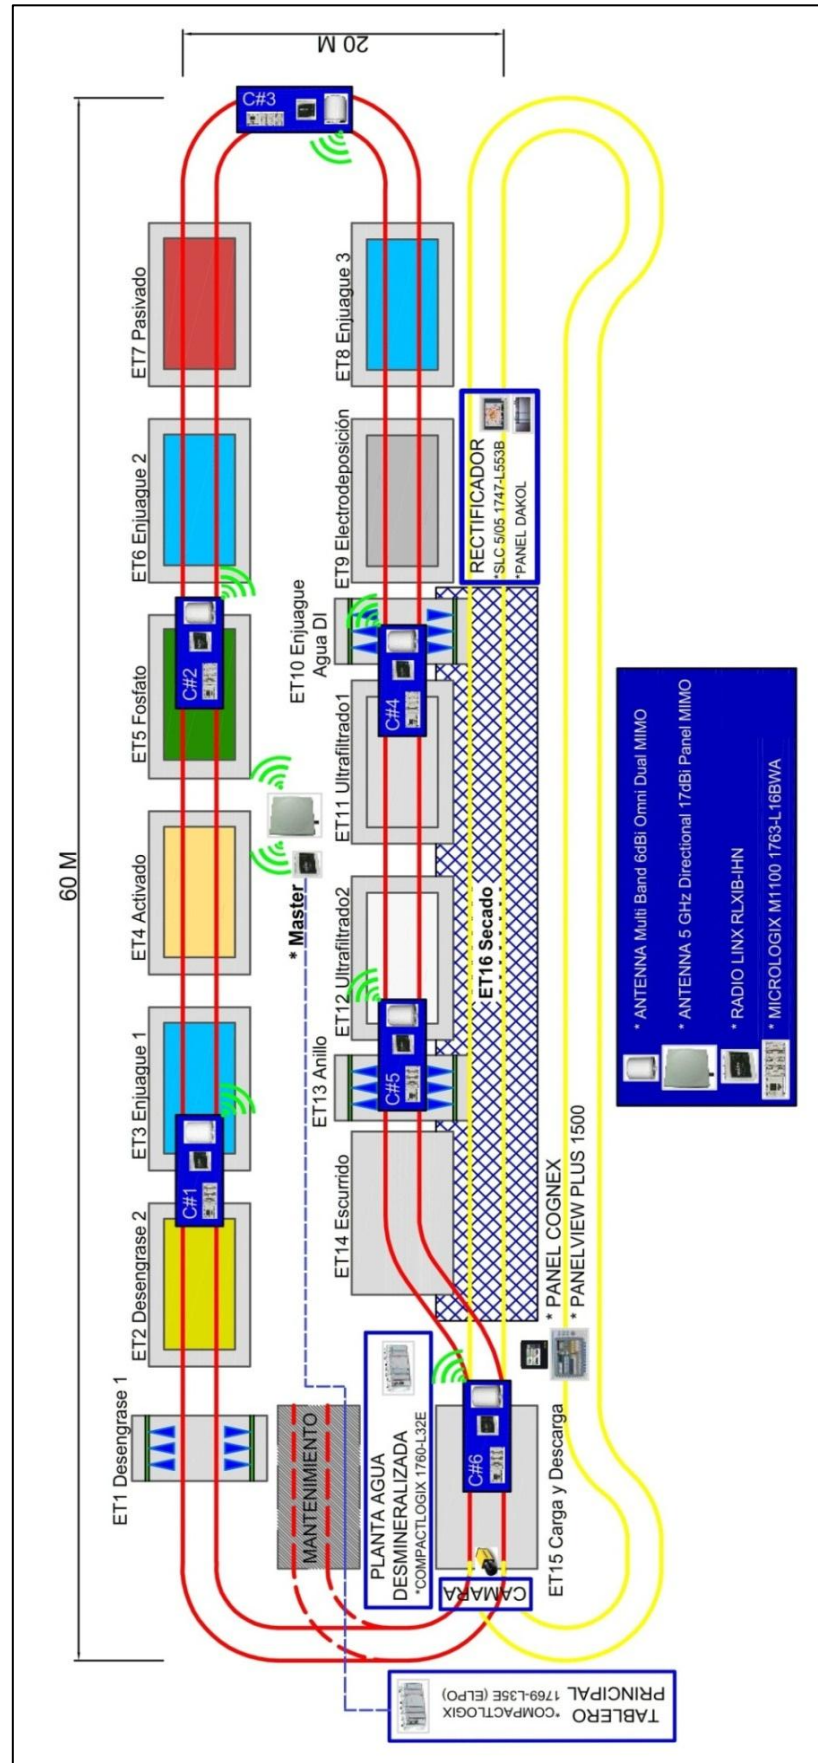 20 M
60 M
C#3
ET7 Pasivado
ET8 Enjuague 3
ET6 Enjuague 2
ET9 Electrodeposición
RECTIFICADOR
*SLC 5/05 1747-L553B
*PANEL DAKOL
C#2
ET5 Fosfato
ET10 Enjuague
Agua DI
C#4
ET11 Ultrafiltrado1
ET4 Activado
* Master
ET12 Ultrafiltrado2
ET16 Secado
ET3 Enjuague 1
C#1
ET13 Anillo
C#5
ET2 Desengrase 2
ET14 Escurrido
ET1 Desengrase 1
MANTENIMIENTO
PLANTA AGUA
DESMINERALIZADA
*COMPACTLOGIX 1760-L32E
C#6
ET15 Carga y Descarga
CAMARA
* PANEL COGNEX
* PANELVIEW PLUS 1500
TABLERO
PRINCIPAL
*COMPACTLOGIX
1769-L35E (ELPO)
* ANTENNA Multi Band 6dBi Omni Dual MIMO
* ANTENNA 5 GHz Directional 17dBi Panel MIMO
* RADIO LINX RLXIB-IHN
* MICROLOGIX M1100 1763-L16BWA